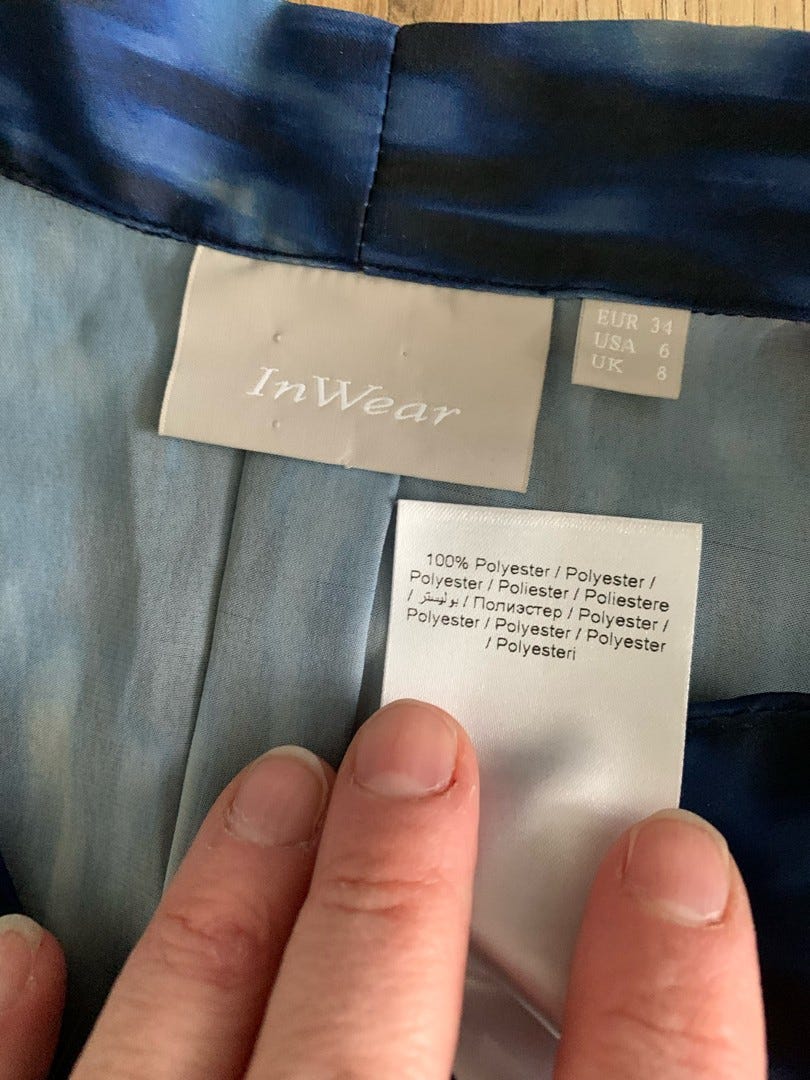 InWear
EUR 34
USA 6
UK 8
100% Polyester / Polyester /
Polyester / Poliester / Poliestere
/ بوليستر / Полиэстер / Polyester /
Polyester / Polyester / Polyester
/ Polyesteri